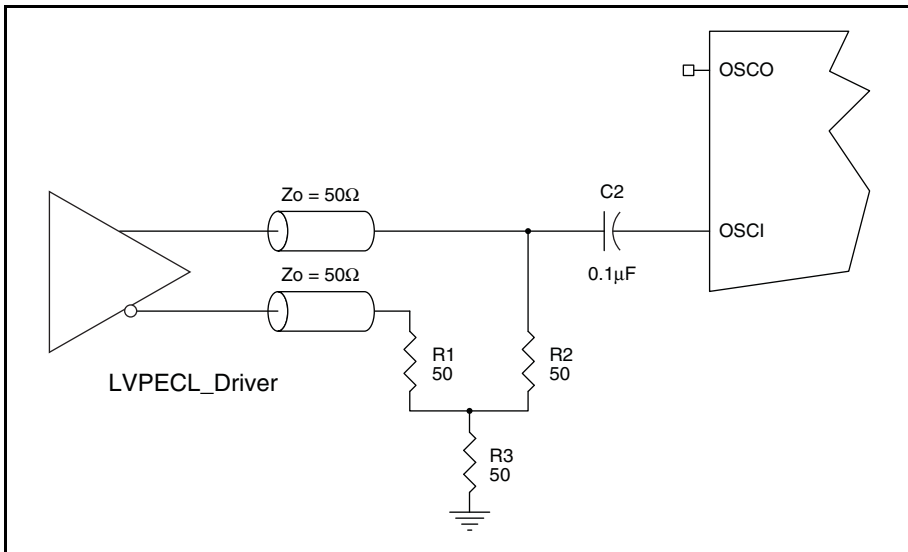 OSCO
Zo = 50Ω
C2
OSCI
0.1μF
Zo = 50Ω
R1
50
R2
50
LVPECL_Driver
R3
50